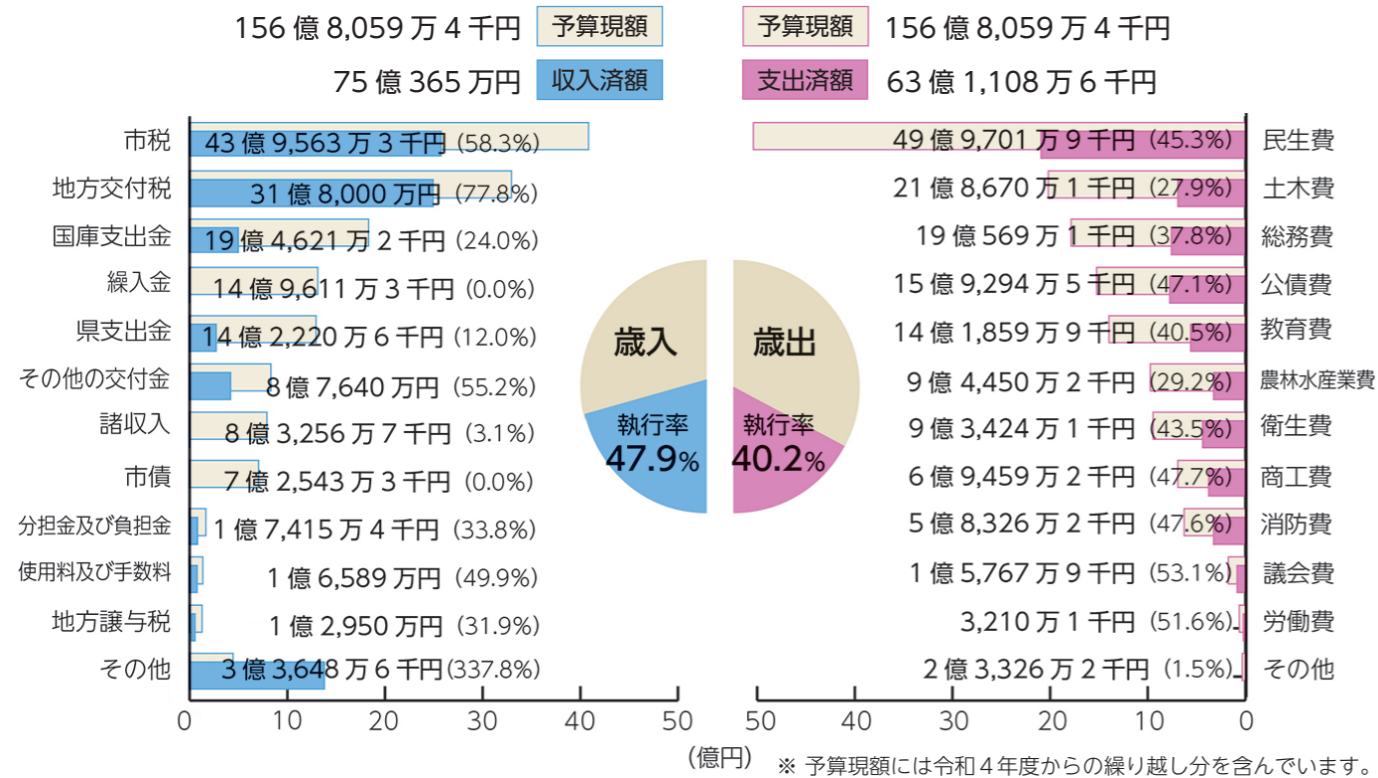 156 億 8,059 万 4 千円 予算現額
75 億 365 万円 収入済額
予算現額 156 億 8,059 万 4 千円
支出済額 63 億 1,108 万 6 千円
市税 43 億 9,563 万 3 千円 (58.3%)
地方交付税 31 億 8,000 万円 (77.8%)
国庫支出金 19 億 4,621 万 2 千円 (24.0%)
繰入金 14 億 9,611 万 3 千円 (0.0%)
県支出金 14 億 2,220 万 6 千円 (12.0%)
その他の交付金 8 億 7,640 万円 (55.2%)
諸収入 8 億 3,256 万 7 千円 (3.1%)
市債 7 億 2,543 万 3 千円 (0.0%)
分担金及び負担金 1 億 7,415 万 4 千円 (33.8%)
使用料及び手数料 1 億 6,589 万円 (49.9%)
地方譲与税 1 億 2,950 万円 (31.9%)
その他 3 億 3,648 万 6 千円 (337.8%)
0 10 20 30 40 50
歳入
執行率
47.9%
歳出
執行率
40.2%
49 億 9,701 万 9 千円 (45.3%) 民生費
21 億 8,670 万 1 千円 (27.9%) 土木費
19 億 569 万 1 千円 (37.8%) 総務費
15 億 9,294 万 5 千円 (47.1%) 公債費
14 億 1,859 万 9 千円 (40.5%) 教育費
9 億 4,450 万 2 千円 (29.2%) 農林水産業費
9 億 3,424 万 1 千円 (43.5%) 衛生費
6 億 9,459 万 2 千円 (47.7%) 商工費
5 億 8,326 万 2 千円 (47.6%) 消防費
1 億 5,767 万 9 千円 (53.1%) 議会費
3,210 万 1 千円 (51.6%) 労働費
2 億 3,326 万 2 千円 (1.5%) その他
50 40 30 20 10 0
(億円)
※ 予算現額には令和４年度からの繰り越し分を含んでいます。